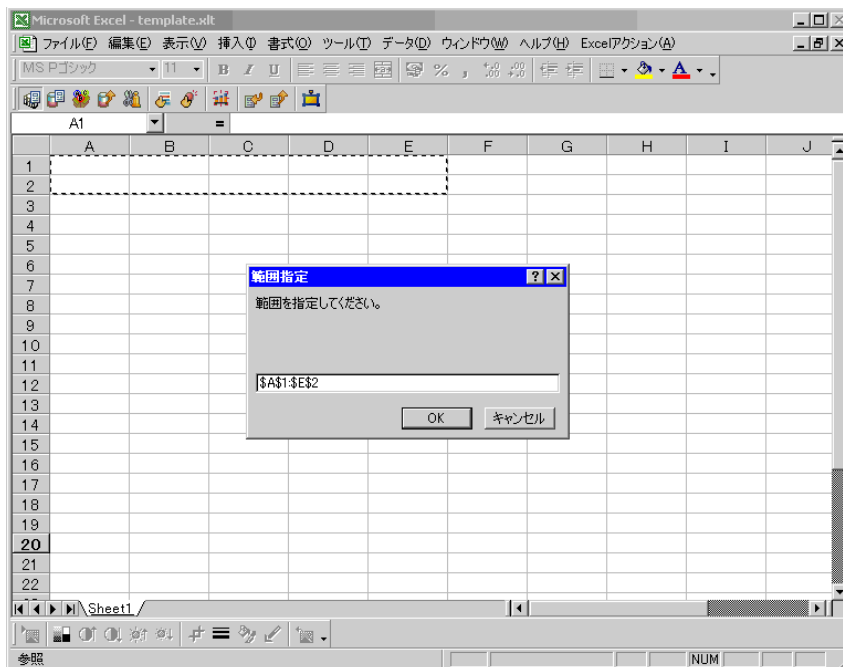 Microsoft Excel - template.xlt
ファイル(F) 編集(E) 表示(V) 挿入(I) 書式(O) ツール(T) データ(D) ウィンドウ(W) ヘルプ(H) Excelアクション(A)
MS Pゴシック 11 B I U % ,
A1 =
A B C D E F G H I J
1
2
3
4
5
6
7
8
9
10
11
12
13
14
15
16
17
18
19
20
21
22
範囲指定
範囲を指定してください。
$A$1:$E$2
OK キャンセル
Sheet1
参照 NUM